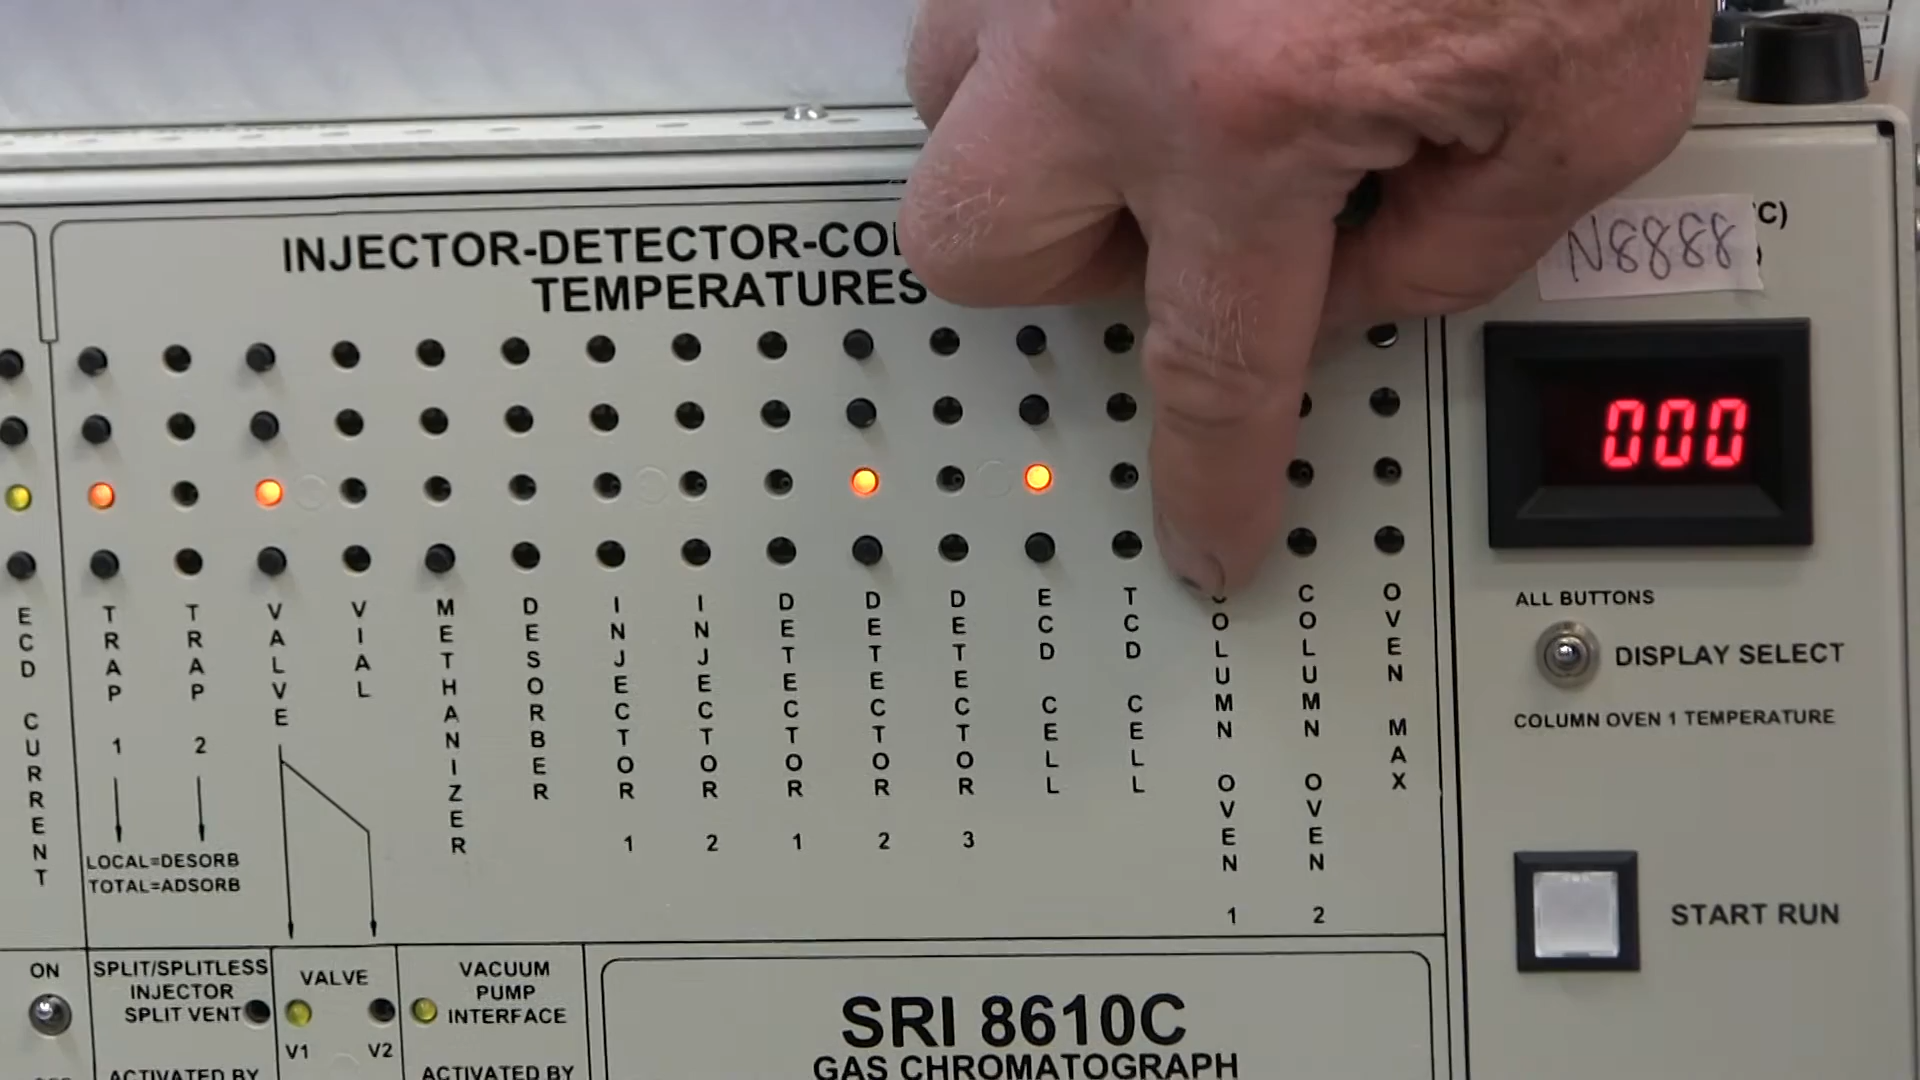 INJECTOR-DETECTOR-CO
TEMPERATURES
C)
N8888
000
ECD CURRENT
TRAP 1
TRAP 2
VALVE
VIAL
METHANIZER
DESORBER
INJECTOR 1
INJECTOR 2
DETECTOR 1
DETECTOR 2
DETECTOR 3
ECD CELL
TCD CELL
COLUMN OVEN 1
COLUMN OVEN 2
OVEN MAX
LOCAL=DESORB
TOTAL=ADSORB
ALL BUTTONS
DISPLAY SELECT
COLUMN OVEN 1 TEMPERATURE
START RUN
ON
SPLIT/SPLITLESS
INJECTOR
SPLIT VENT
VALVE
V1
V2
VACUUM
PUMP
INTERFACE
ACTIVATED BY
ACTIVATED BY
SRI 8610C
GAS CHROMATOGRAPH